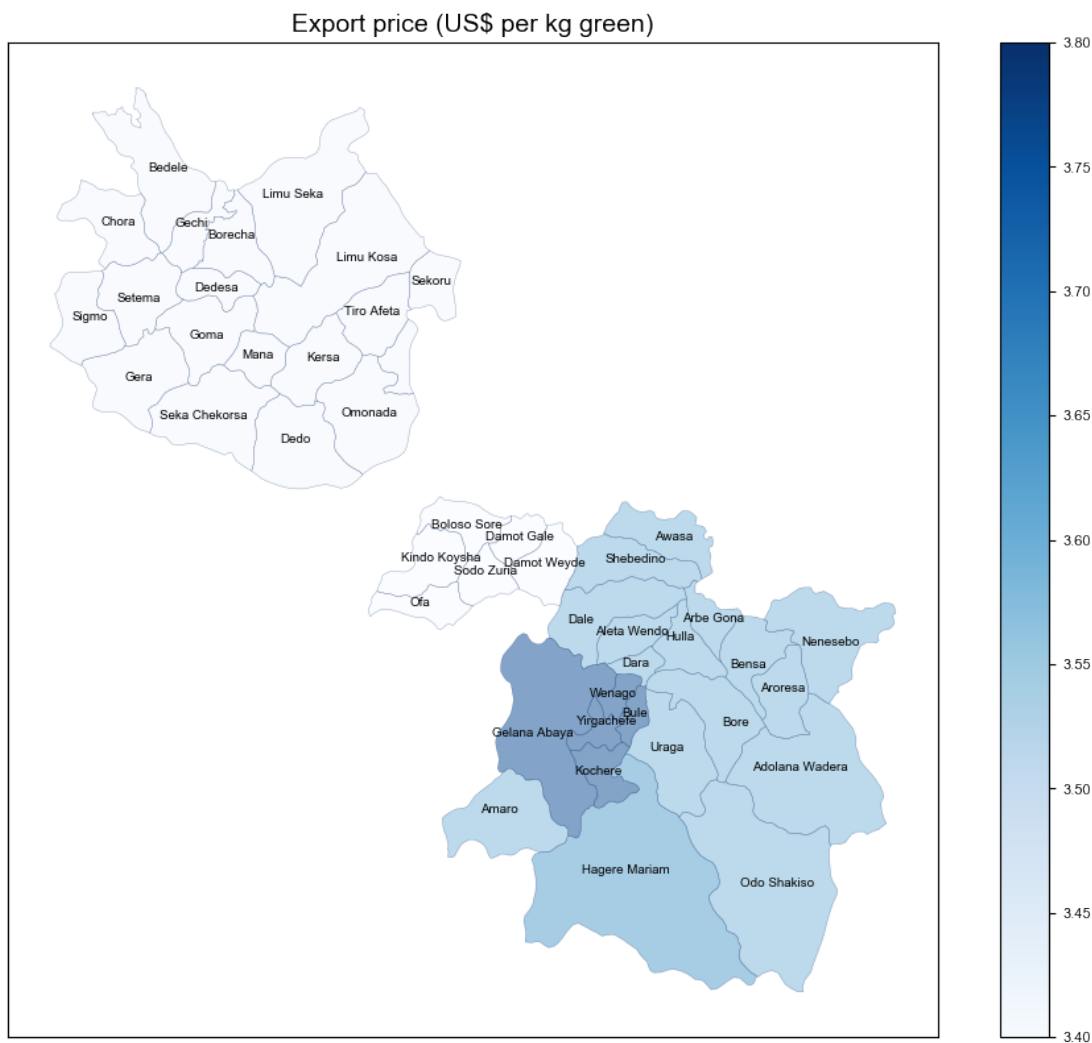 Export price (US$ per kg green)
Bedele
Limu Seka
Chora
Gechi
Borecha
Limu Kosa
Sekoru
Dedesa
Setema
Tiro Afeta
Sigmo
Goma
Mana
Kersa
Gera
Seka Chekorsa
Omonada
Dedo
Boloso Sore
Damot Gale
Awasa
Kindo Koysha
Damot Weyde
Shebedino
Sodo Zuria
Ofa
Dale
Arbe Gona
Aleta Wendo
Hulla
Nenesebo
Dara
Bensa
Aroresa
Wenago
Bule
Yirgachefe
Bore
Gelana Abaya
Uraga
Kochere
Adolana Wadera
Amaro
Hagere Mariam
Odo Shakiso
3.80
3.75
3.70
3.65
3.60
3.55
3.50
3.45
3.40